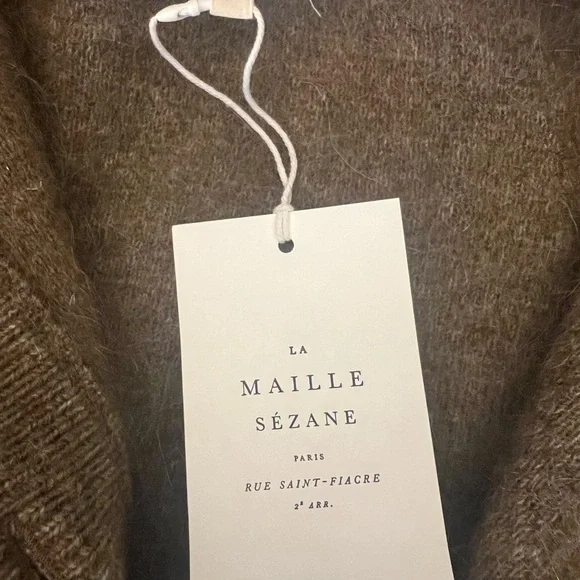 LA
MAILLE
SÉZANE
PARIS
RUE SAINT-FIACRE
2e ARR.